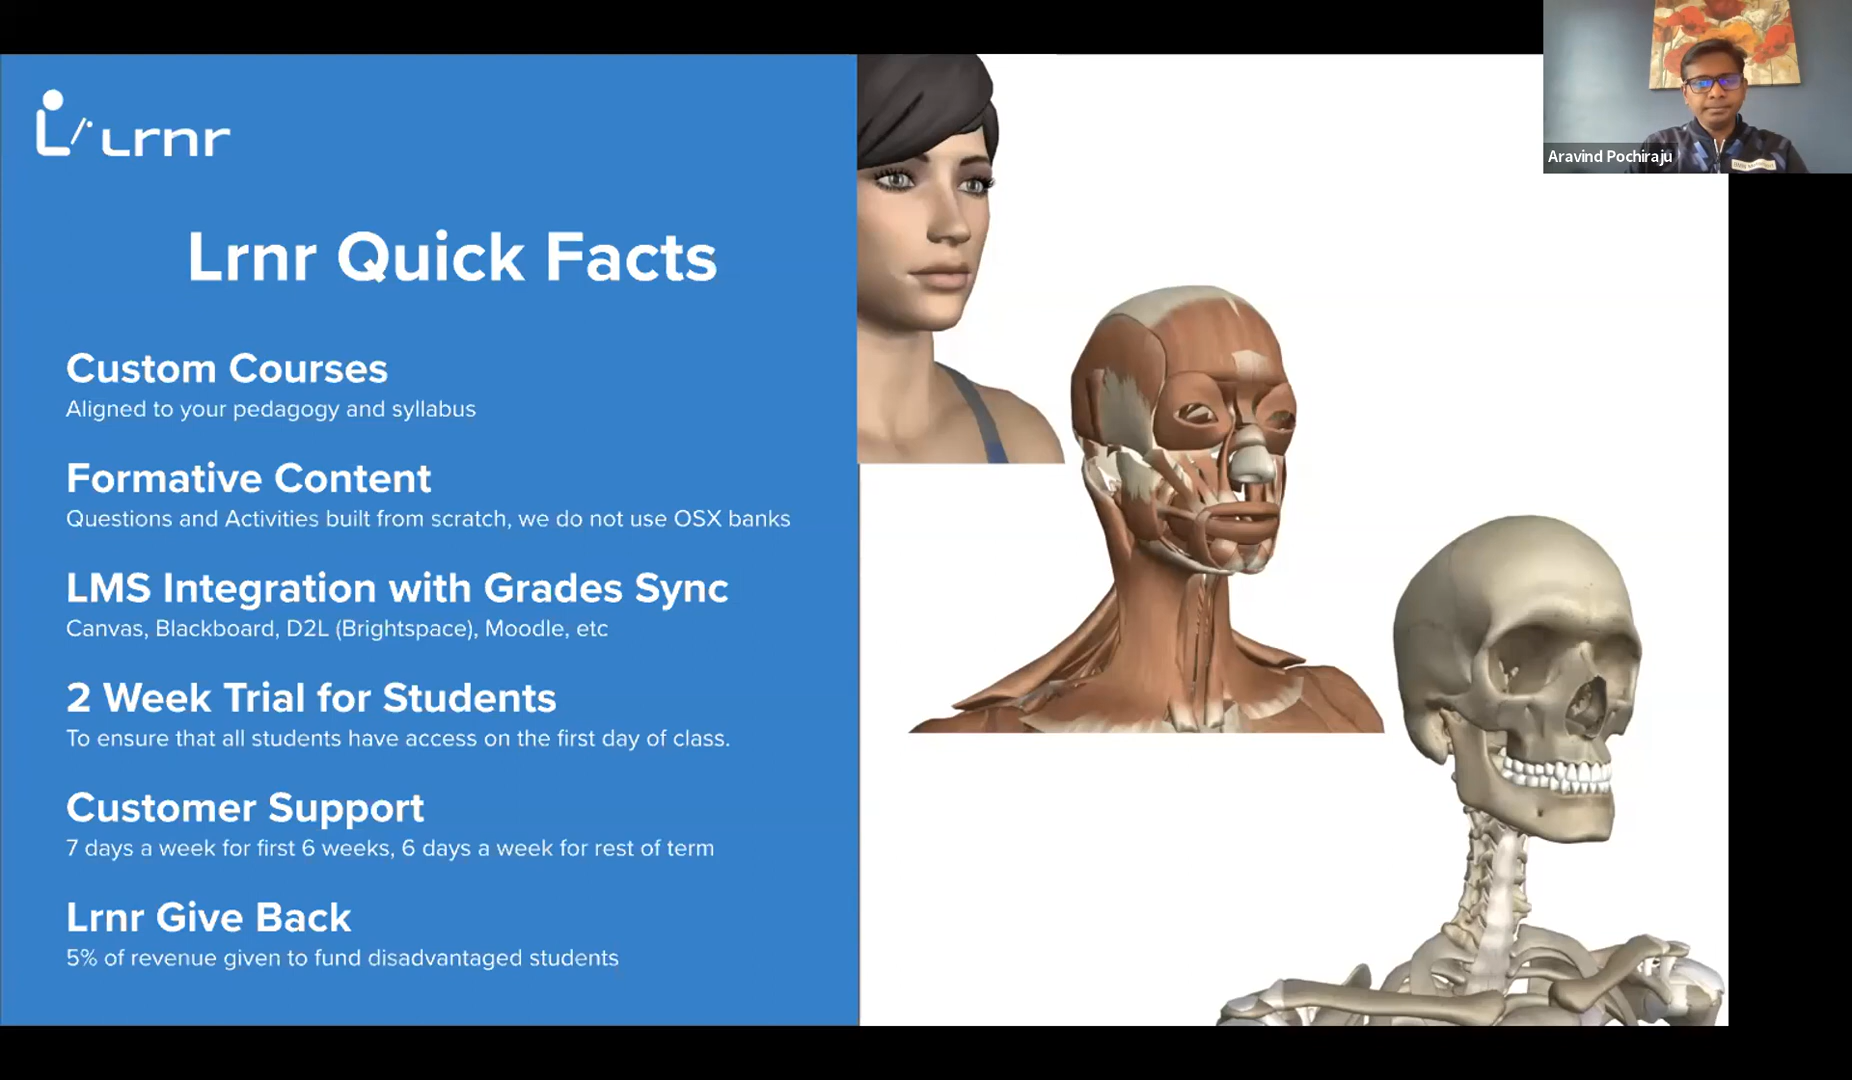 Lrnr
Lrnr Quick Facts
Custom Courses
Aligned to your pedagogy and syllabus
Formative Content
Questions and Activities built from scratch, we do not use OSX banks
LMS Integration with Grades Sync
Canvas, Blackboard, D2L (Brightspace), Moodle, etc
2 Week Trial for Students
To ensure that all students have access on the first day of class.
Customer Support
7 days a week for first 6 weeks, 6 days a week for rest of term
Lrnr Give Back
5% of revenue given to fund disadvantaged students
Aravind Pochiraju